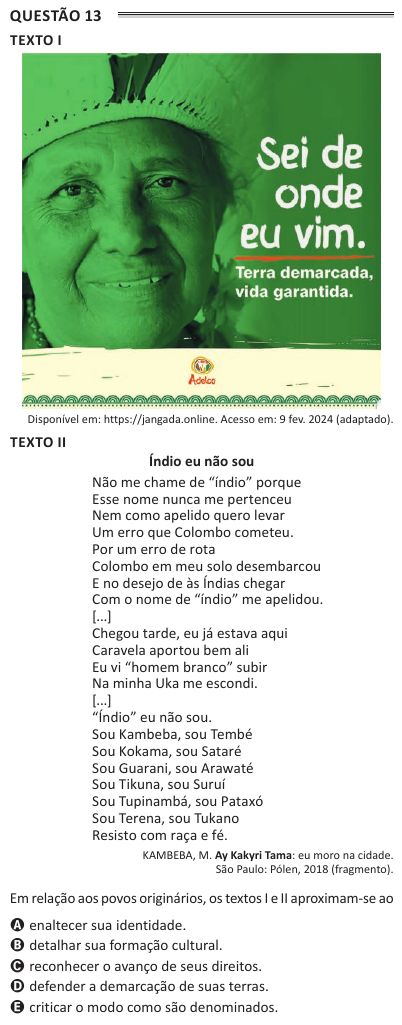 QUESTÃO 13
TEXTO I
Sei de
onde
eu vim.
Terra demarcada,
vida garantida.
Adelco
Disponível em: https://jangada.online. Acesso em: 9 fev. 2024 (adaptado).
TEXTO II
Índio eu não sou
Não me chame de “índio” porque
Esse nome nunca me pertenceu
Nem como apelido quero levar
Um erro que Colombo cometeu.
Por um erro de rota
Colombo em meu solo desembarcou
E no desejo de às Índias chegar
Com o nome de “índio” me apelidou.
[...]
Chegou tarde, eu já estava aqui
Caravela aportou bem ali
Eu vi “homem branco” subir
Na minha Uka me escondi.
[...]
“Índio” eu não sou.
Sou Kambeba, sou Tembé
Sou Kokama, sou Sataré
Sou Guarani, sou Arawaté
Sou Tikuna, sou Suruí
Sou Tupinambá, sou Pataxó
Sou Terena, sou Tukano
Resisto com raça e fé.
KAMBEBA, M. Ay Kakyri Tama: eu moro na cidade.
São Paulo: Pólen, 2018 (fragmento).
Em relação aos povos originários, os textos I e II aproximam-se ao
A enaltecer sua identidade.
B detalhar sua formação cultural.
C reconhecer o avanço de seus direitos.
D defender a demarcação de suas terras.
E criticar o modo como são denominados.